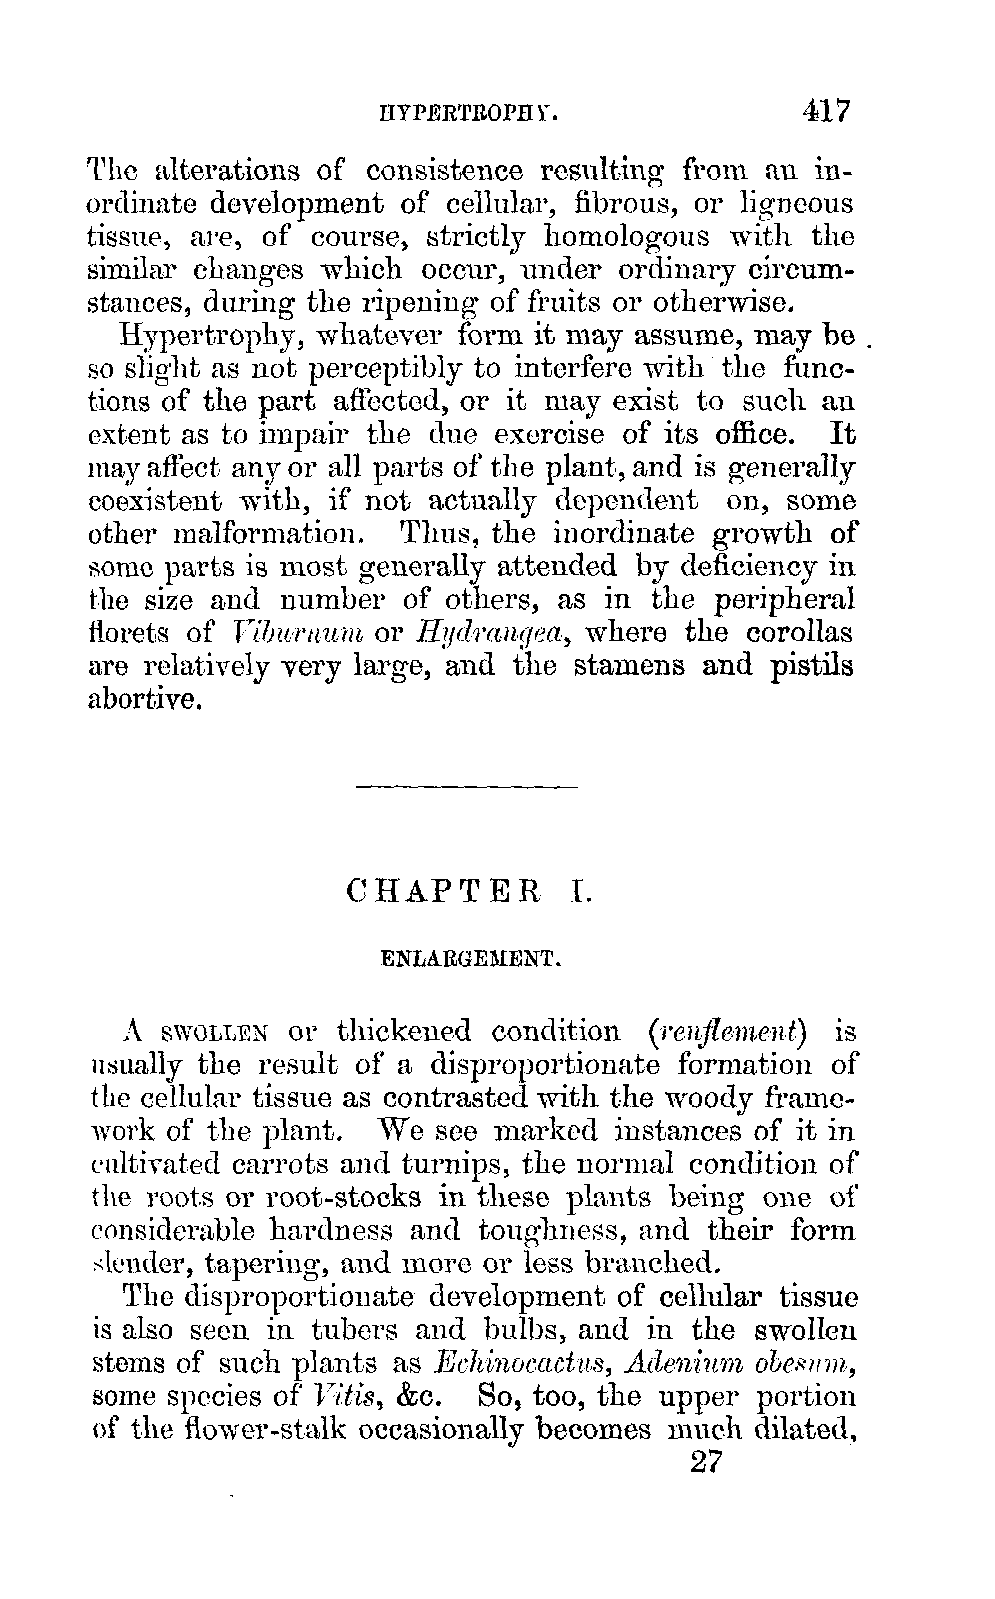 HYPERTROPHY. 417
The alterations of consistence resulting from an in-
ordinate development of cellular, fibrous, or ligneous
tissue, are, of course, strictly homologous with the
similar changes which occur, under ordinary circum-
stances, during the ripening of fruits or otherwise.
Hypertrophy, whatever form it may assume, may be
so slight as not perceptibly to interfere with the func-
tions of the part affected, or it may exist to such an
extent as to impair the due exercise of its office. It
may affect any or all parts of the plant, and is generally
coexistent with, if not actually dependent on, some
other malformation. Thus, the inordinate growth of
some parts is most generally attended by deficiency in
the size and number of others, as in the peripheral
florets of Viburnum or Hydrangea, where the corollas
are relatively very large, and the stamens and pistils
abortive.
CHAPTER I.
ENLARGEMENT.
A SWOLLEN or thickened condition (renflement) is
usually the result of a disproportionate formation of
the cellular tissue as contrasted with the woody frame-
work of the plant. We see marked instances of it in
cultivated carrots and turnips, the normal condition of
the roots or root-stocks in these plants being one of
considerable hardness and toughness, and their form
slender, tapering, and more or less branched.
The disproportionate development of cellular tissue
is also seen in tubers and bulbs, and in the swollen
stems of such plants as Echinocactus, Adenium obesum,
some species of Vitis, &c. So, too, the upper portion
of the flower-stalk occasionally becomes much dilated,
27